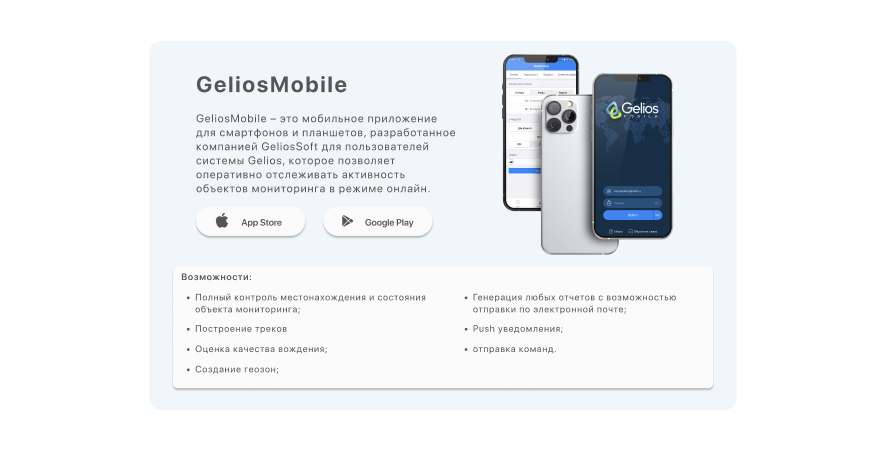 GeliosMobile
GeliosMobile – это мобильное приложение
для смартфонов и планшетов, разработанное
компанией GeliosSoft для пользователей
системы Gelios, которое позволяет
оперативно отслеживать активность
объектов мониторинга в режиме онлайн.
App Store
Google Play
Gelios
MOBILE
Возможности:
• Полный контроль местонахождения и состояния
объекта мониторинга;
• Построение треков
• Оценка качества вождения;
• Создание геозон;
• Генерация любых отчетов с возможностью
отправки по электронной почте;
• Push уведомления;
• отправка команд.